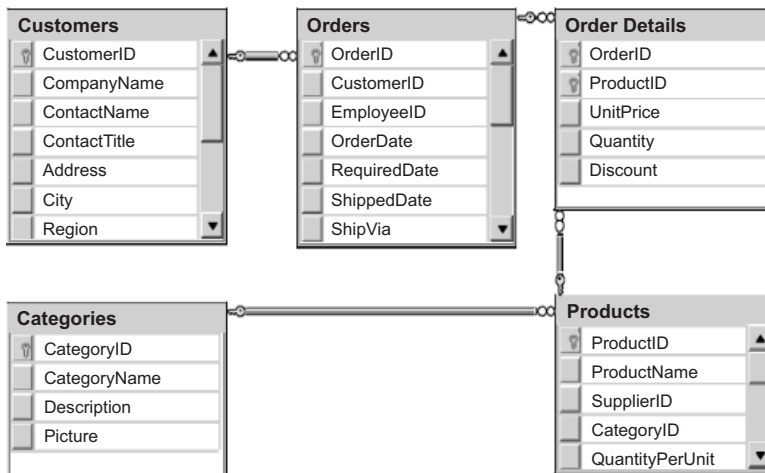 Customers
CustomerID
CompanyName
ContactName
ContactTitle
Address
City
Region
Orders
OrderID
CustomerID
EmployeeID
OrderDate
RequiredDate
ShippedDate
ShipVia
Order Details
OrderID
ProductID
UnitPrice
Quantity
Discount
Categories
CategoryID
CategoryName
Description
Picture
Products
ProductID
ProductName
SupplierID
CategoryID
QuantityPerUnit